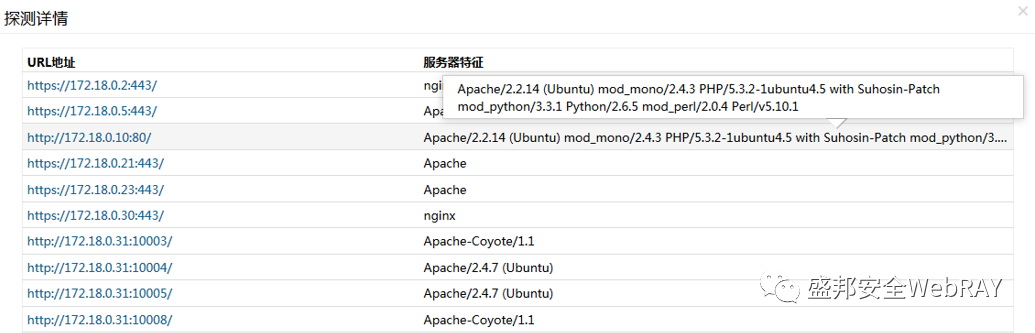 探测详情
URL地址 服务器特征
https://172.18.0.2:443/ ngi
Apache/2.2.14 (Ubuntu) mod_mono/2.4.3 PHP/5.3.2-1ubuntu4.5 with Suhosin-Patch
mod_python/3.3.1 Python/2.6.5 mod_perl/2.0.4 Perl/v5.10.1
https://172.18.0.5:443/ Apa
http://172.18.0.10:80/ Apache/2.2.14 (Ubuntu) mod_mono/2.4.3 PHP/5.3.2-1ubuntu4.5 with Suhosin-Patch mod_python/3....
https://172.18.0.21:443/ Apache
https://172.18.0.23:443/ Apache
https://172.18.0.30:443/ nginx
http://172.18.0.31:10003/ Apache-Coyote/1.1
http://172.18.0.31:10004/ Apache/2.4.7 (Ubuntu)
http://172.18.0.31:10005/ Apache/2.4.7 (Ubuntu)
http://172.18.0.31:10008/ Apache-Coyote/1.1
盛邦安全WebRAY